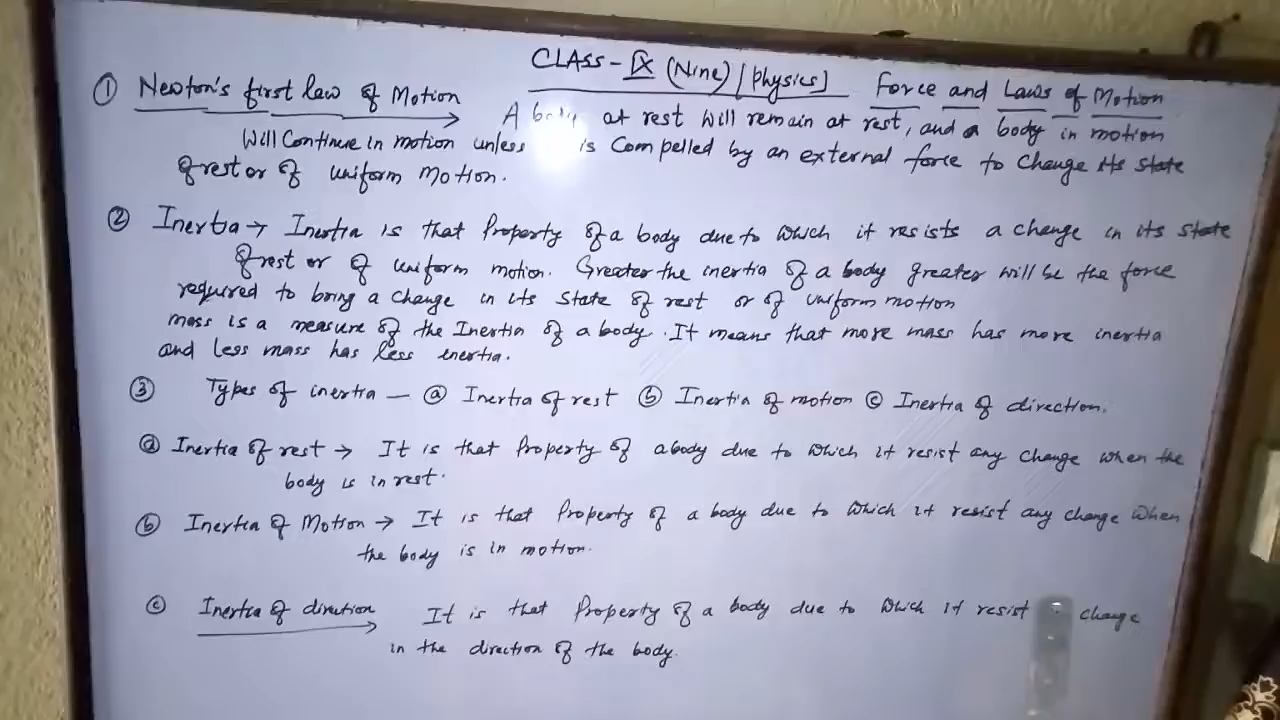 CLASS - IX (Nine) / Physics] Force and Laws of Motion
① Newton's first law of Motion → A body at rest will remain at rest, and a body in motion
Will Continue in motion unless is Compelled by an external force to Change its state
of rest or of uniform Motion.
② Inertia → Inertia is that Property of a body due to which it resists a change in its state
of rest or of uniform motion. Greater the inertia of a body greater will be the force
required to bring a change in its state of rest or of uniform motion
mass is a measure of the Inertia of a body. It means that more mass has more inertia
and less mass has less inertia.
③ Types of inertia — ⓐ Inertia of rest ⓑ Inertia of motion ⓒ Inertia of direction.
ⓐ Inertia of rest → It is that Property of a body due to which it resist any Change when the
body is in rest.
ⓑ Inertia of Motion → It is that Property of a body due to which it resist any change When
the body is in motion.
ⓒ Inertia of direction → It is that Property of a body due to which it resist change
in the direction of the body.